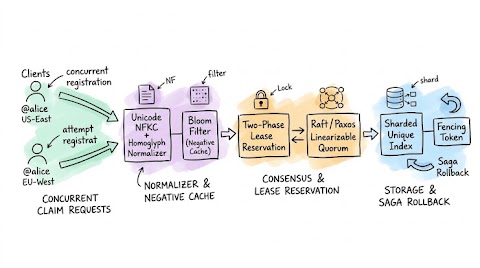 Clients
concurrent
registration
@alice
US-East
attempt
registrat
@alice
EU-West
CONCURRENT
CLAIM REQUESTS
NF
filter
Unicode
NFKC
+
Homoglyph
Normalizer
Bloom
Filter
(Negative
Cache)
NORMALIZER &
NEGATIVE CACHE
Lock
Two-Phase
Lease
Reservation
Raft/Paxos
Linearizable
Quorum
CONSENSUS &
LEASE RESERVATION
shard
Sharded
Unique
Index
Fencing
Token
Saga
Rollback
STORAGE &
SAGA ROLLBACK